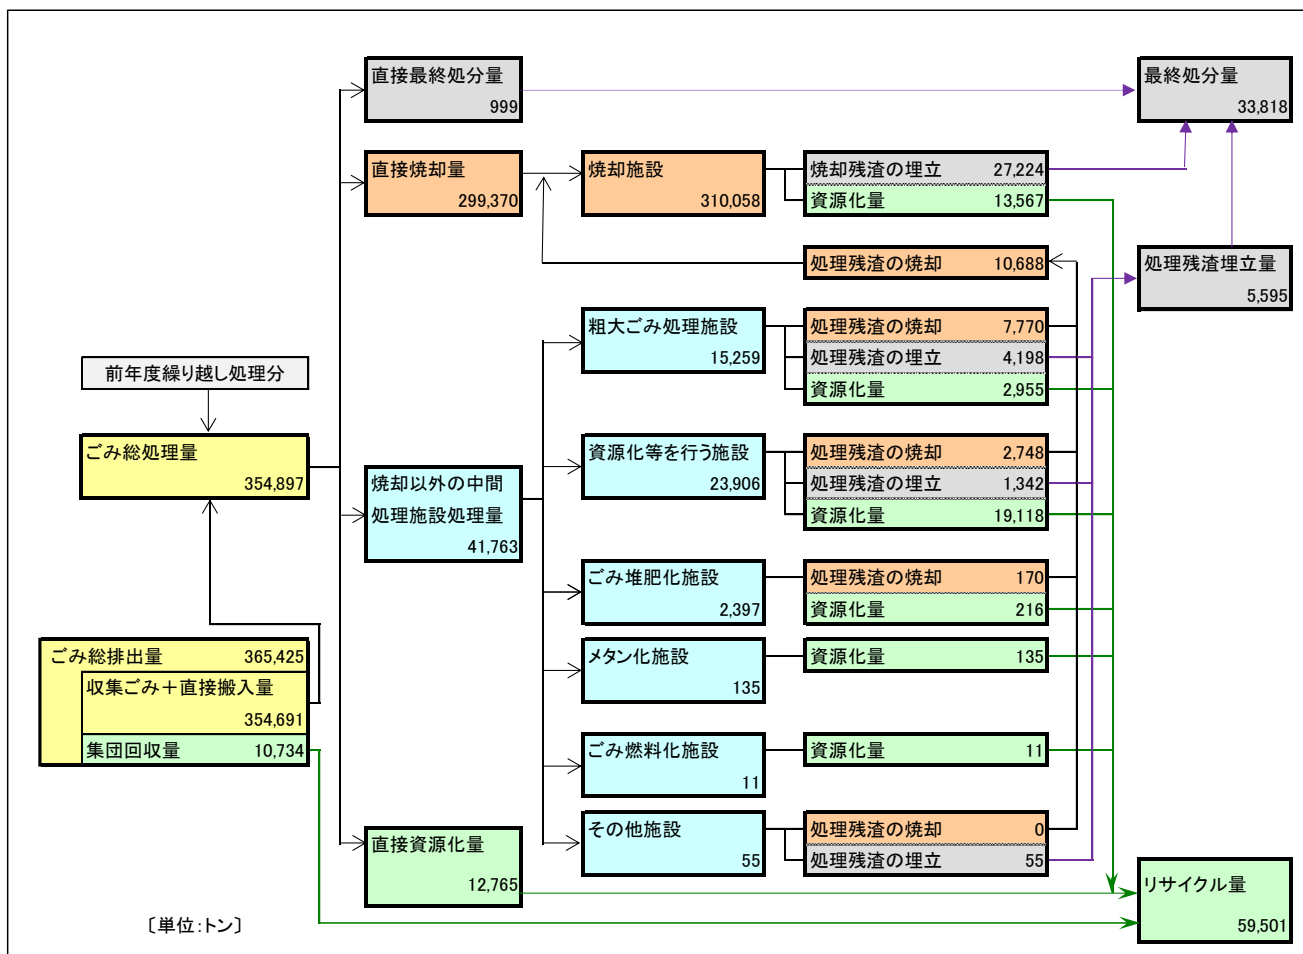 直接最終処分量
999
最終処分量
33,818
直接焼却量
299,370
焼却施設
310,058
焼却残渣の埋立 27,224
資源化量 13,567
処理残渣の焼却 10,688
処理残渣埋立量
5,595
粗大ごみ処理施設
15,259
処理残渣の焼却 7,770
処理残渣の埋立 4,198
資源化量 2,955
前年度繰り越し処理分
ごみ総処理量
354,897
焼却以外の中間
処理施設処理量
41,763
資源化等を行う施設
23,906
処理残渣の焼却 2,748
処理残渣の埋立 1,342
資源化量 19,118
ごみ堆肥化施設
2,397
処理残渣の焼却 170
資源化量 216
ごみ総排出量 365,425
収集ごみ＋直接搬入量
354,691
集団回収量 10,734
メタン化施設
135
資源化量 135
ごみ燃料化施設
11
資源化量 11
その他施設
55
処理残渣の焼却 0
処理残渣の埋立 55
直接資源化量
12,765
リサイクル量
59,501
〔単位:トン〕